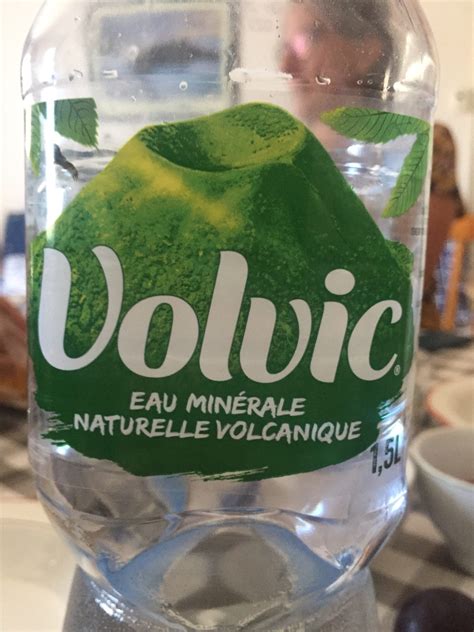 Volvic®
EAU MINÉRALE
NATURELLE VOLCANIQUE
1,5L